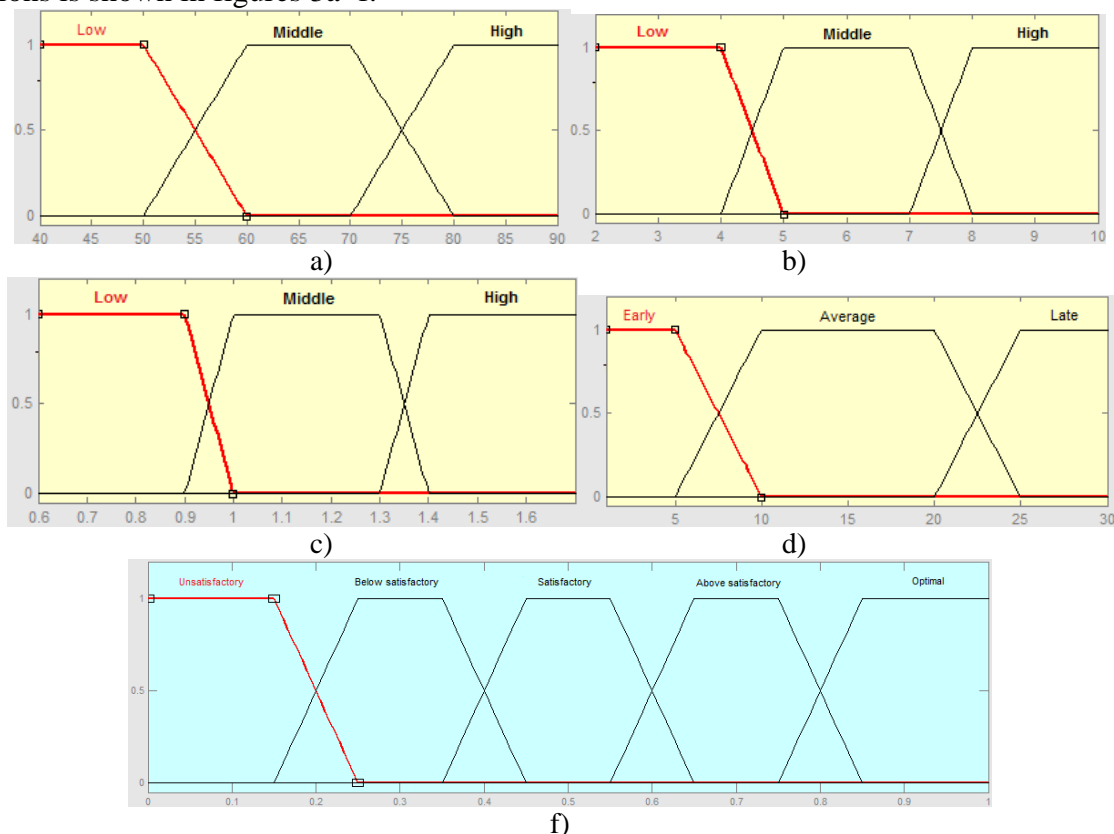 ions is shown in figures 3a-f.
Low Middle High
1
0.5
0
40 45 50 55 60 65 70 75 80 85 90
a)
Low Middle High
1
0.5
0
2 3 4 5 6 7 8 9 10
b)
Low Middle High
1
0.5
0
0.6 0.7 0.8 0.9 1 1.1 1.2 1.3 1.4 1.5 1.6
c)
Early Average Late
1
0.5
0
5 10 15 20 25 30
d)
Unsatisfactory Below satisfactory Satisfactory Above satisfactory Optimal
1
0.5
0
0 0.1 0.2 0.3 0.4 0.5 0.6 0.7 0.8 0.9 1
f)